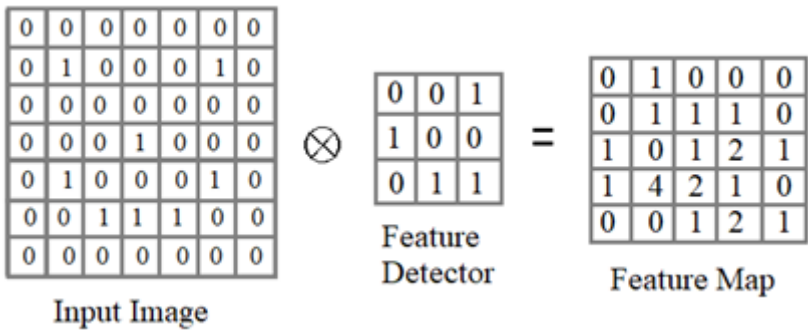 0 0 0 0 0 0 0
0 1 0 0 0 1 0
0 0 0 0 0 0 0
0 0 0 1 0 0 0
0 1 0 0 0 1 0
0 0 1 1 1 0 0
0 0 0 0 0 0 0
Input Image
⊗
0 0 1
1 0 0
0 1 1
Feature
Detector
=
0 1 0 0 0
0 1 1 1 0
1 0 1 2 1
1 4 2 1 0
0 0 1 2 1
Feature Map